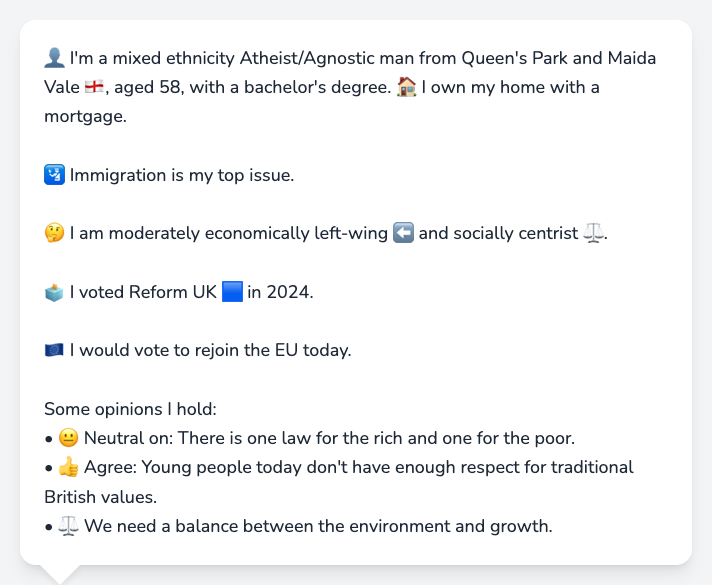 👤 I'm a mixed ethnicity Atheist/Agnostic man from Queen's Park and Maida
Vale 🏴󠁧󠁢󠁥󠁮󠁧󠁿, aged 58, with a bachelor's degree. 🏠 I own my home with a
mortgage.
🛂 Immigration is my top issue.
🤔 I am moderately economically left-wing ⬅️ and socially centrist ⚖️.
🗳️ I voted Reform UK 🟦 in 2024.
🇪🇺 I would vote to rejoin the EU today.
Some opinions I hold:
• 😐 Neutral on: There is one law for the rich and one for the poor.
• 👍 Agree: Young people today don't have enough respect for traditional
British values.
• ⚖️ We need a balance between the environment and growth.